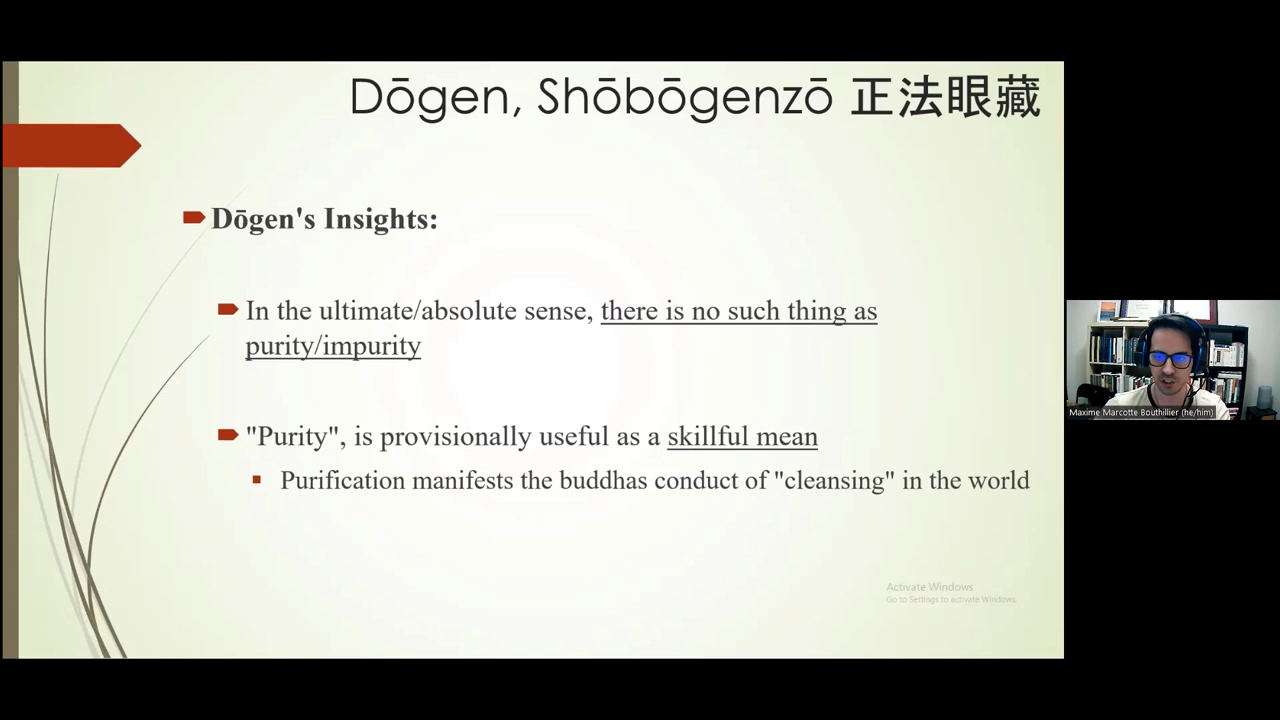 Dōgen, Shōbōgenzō 正法眼藏
Dōgen's Insights:
In the ultimate/absolute sense, there is no such thing as
purity/impurity
"Purity", is provisionally useful as a skillful mean
Purification manifests the buddhas conduct of "cleansing" in the world
Activate Windows
Go to Settings to activate Windows.
Maxime Marcotte Bouthillier (he/him)